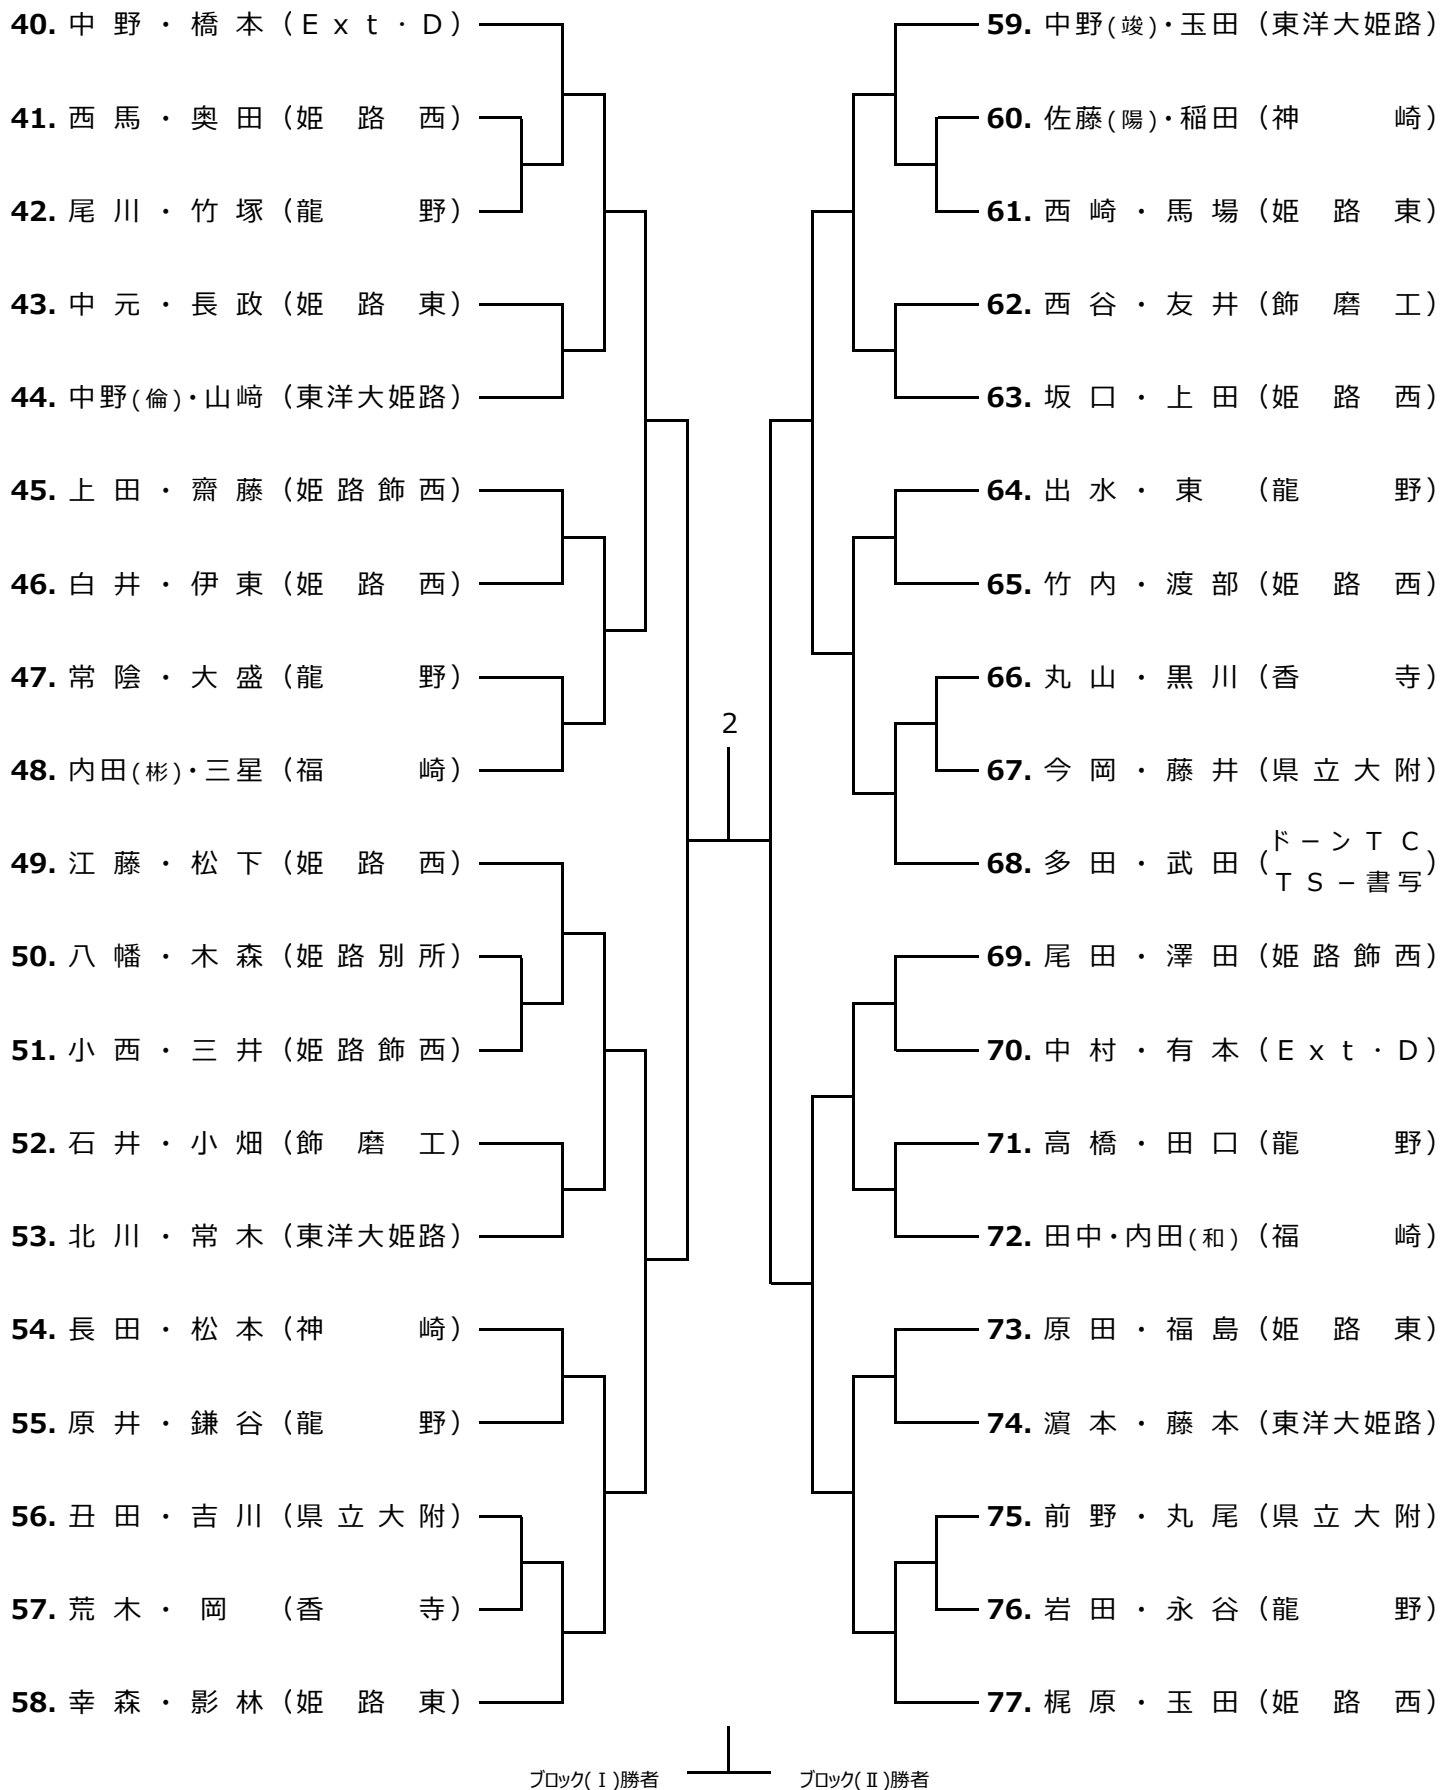 40. 中野・橋本（Ext・D）
41. 西馬・奥田（姫路西）
42. 尾川・竹塚（龍野）
43. 中元・長政（姫路東）
44. 中野(倫)・山﨑（東洋大姫路）
45. 上田・齋藤（姫路飾西）
46. 白井・伊東（姫路西）
47. 常陰・大盛（龍野）
48. 内田(彬)・三星（福崎）
49. 江藤・松下（姫路西）
50. 八幡・木森（姫路別所）
51. 小西・三井（姫路飾西）
52. 石井・小畑（飾磨工）
53. 北川・常木（東洋大姫路）
54. 長田・松本（神崎）
55. 原井・鎌谷（龍野）
56. 丑田・吉川（県立大附）
57. 荒木・岡（香寺）
58. 幸森・影林（姫路東）
2
59. 中野(竣)・玉田（東洋大姫路）
60. 佐藤(陽)・稲田（神崎）
61. 西崎・馬場（姫路東）
62. 西谷・友井（飾磨工）
63. 坂口・上田（姫路西）
64. 出水・東（龍野）
65. 竹内・渡部（姫路西）
66. 丸山・黒川（香寺）
67. 今岡・藤井（県立大附）
68. 多田・武田（ドーンTC
TS－書写）
69. 尾田・澤田（姫路飾西）
70. 中村・有本（Ext・D）
71. 高橋・田口（龍野）
72. 田中・内田(和)（福崎）
73. 原田・福島（姫路東）
74. 濵本・藤本（東洋大姫路）
75. 前野・丸尾（県立大附）
76. 岩田・永谷（龍野）
77. 梶原・玉田（姫路西）
ブロック(Ⅰ)勝者 ブロック(Ⅱ)勝者